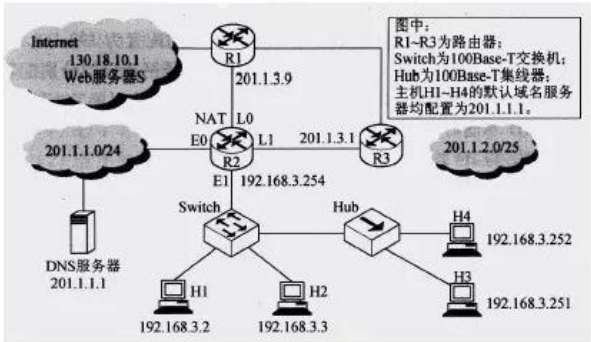 Internet
130.18.10.1
Web服务器S
R1
201.1.3.9
图中：
R1~R3为路由器；
Switch为100Base-T交换机；
Hub为100Base-T集线器；
主机H1~H4的默认域名服务
器均配置为201.1.1.1。
NAT
L0
201.1.1.0/24
E0
L1
R2
201.1.3.1
R3
201.1.2.0/25
E1
192.168.3.254
Switch
Hub
H4
192.168.3.252
DNS服务器
201.1.1.1
H1
H2
H3
192.168.3.251
192.168.3.2
192.168.3.3